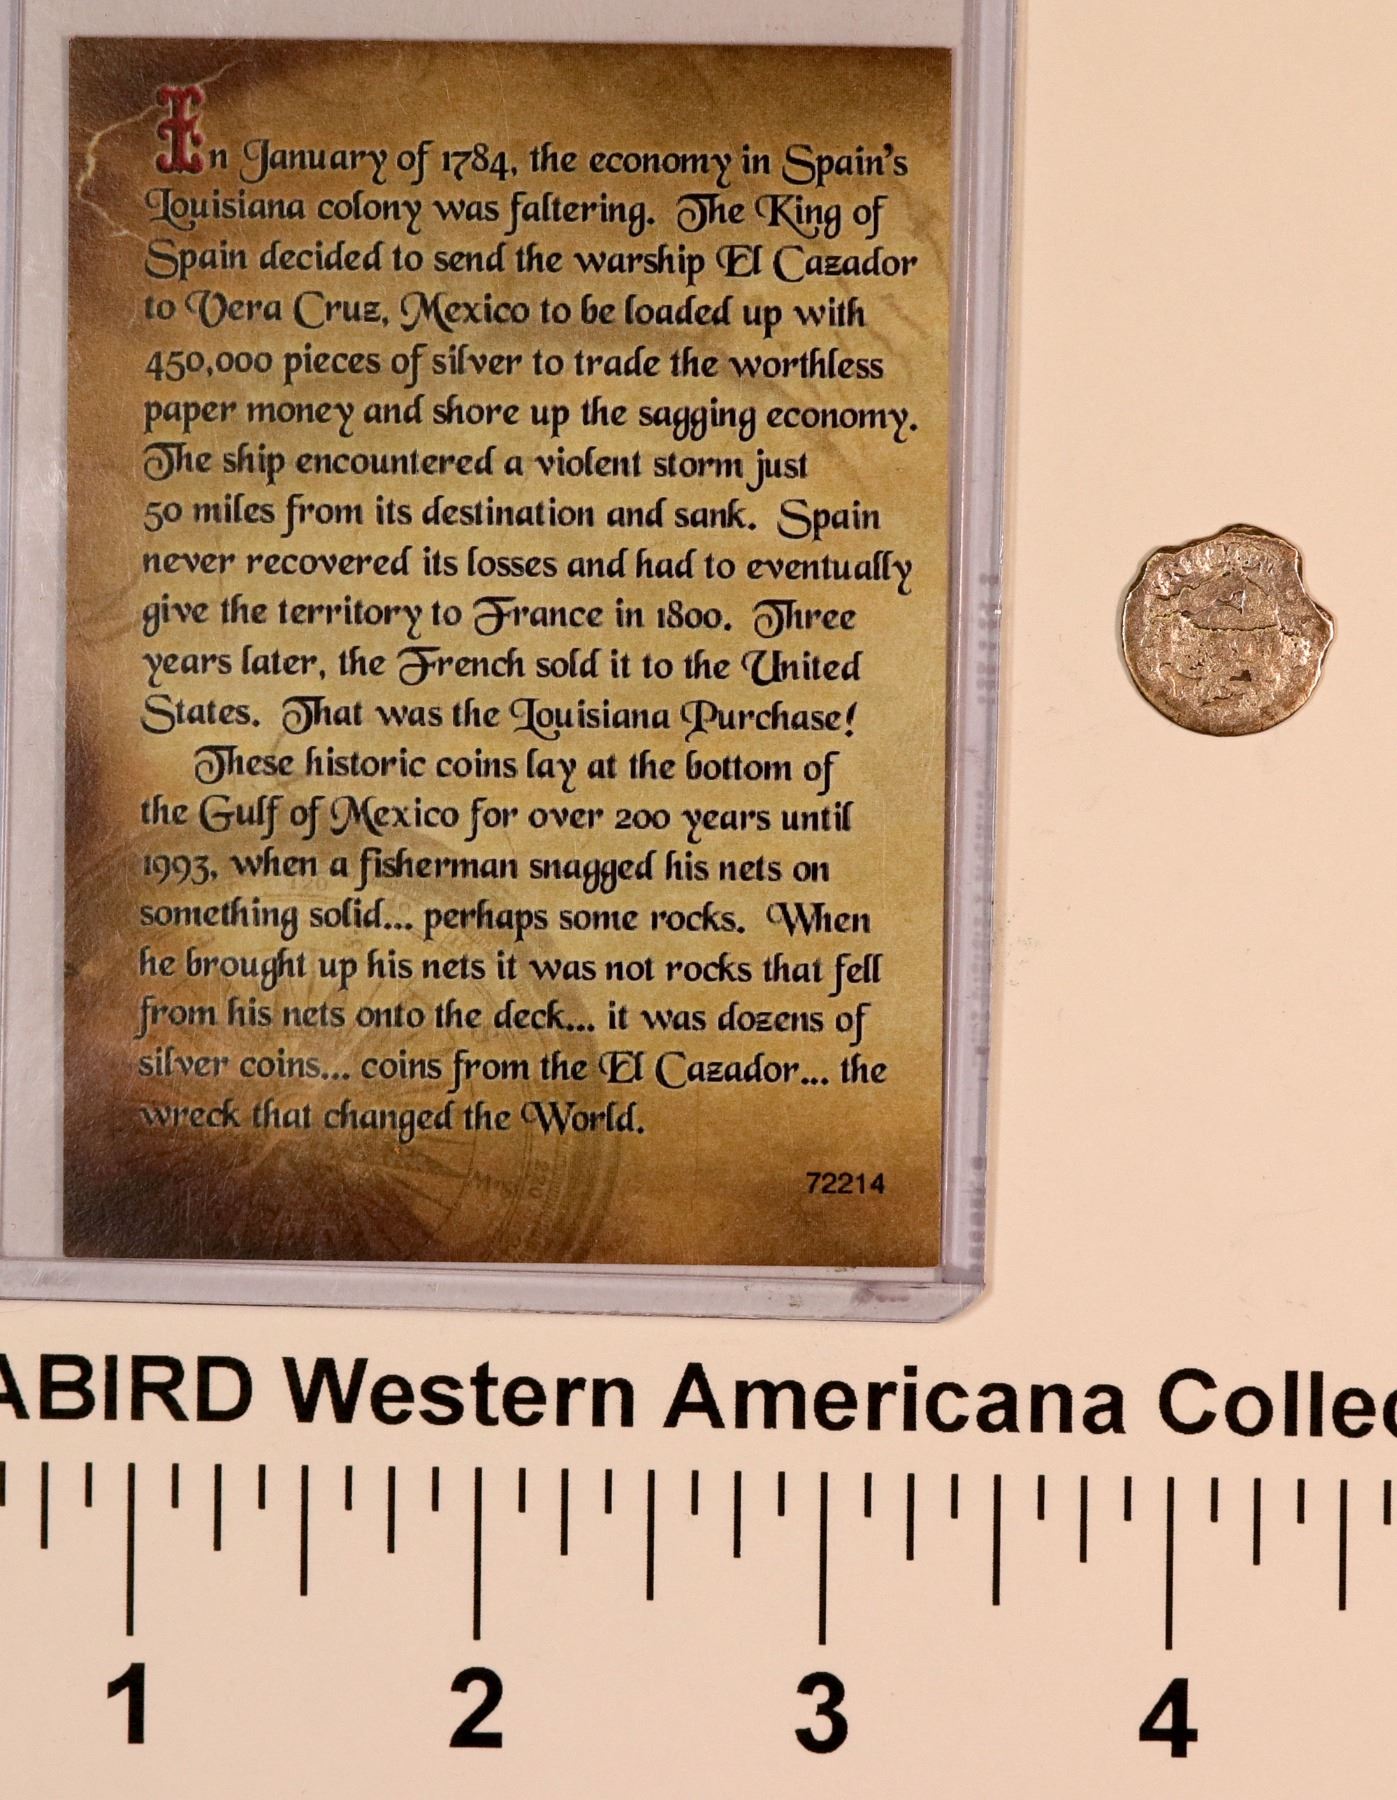 In January of 1784, the economy in Spain's
Louisiana colony was faltering. The King of
Spain decided to send the warship El Cazador
to Vera Cruz, Mexico to be loaded up with
450,000 pieces of silver to trade the worthless
paper money and shore up the sagging economy.
The ship encountered a violent storm just
50 miles from its destination and sank. Spain
never recovered its losses and had to eventually
give the territory to France in 1800. Three
years later, the French sold it to the United
States. That was the Louisiana Purchase!
These historic coins lay at the bottom of
the Gulf of Mexico for over 200 years until
1993, when a fisherman snagged his nets on
something solid... perhaps some rocks. When
he brought up his nets it was not rocks that fell
from his nets onto the deck... it was dozens of
silver coins... coins from the El Cazador... the
wreck that changed the World.
72214
ABIRD Western Americana Collec
1 2 3 4